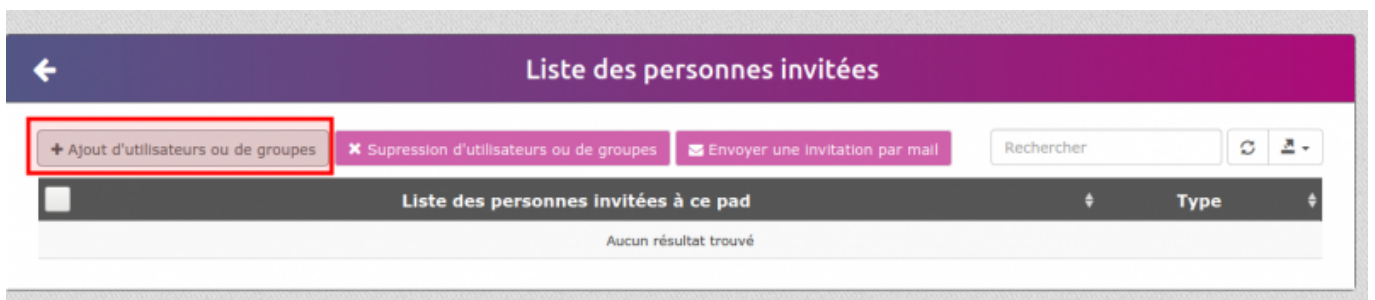 Liste des personnes invitées
Ajout d'utilisateurs ou de groupes Supression d'utilisateurs ou de groupes Envoyer une invitation par mail Rechercher
Liste des personnes invitées à ce pad Type
Aucun résultat trouvé